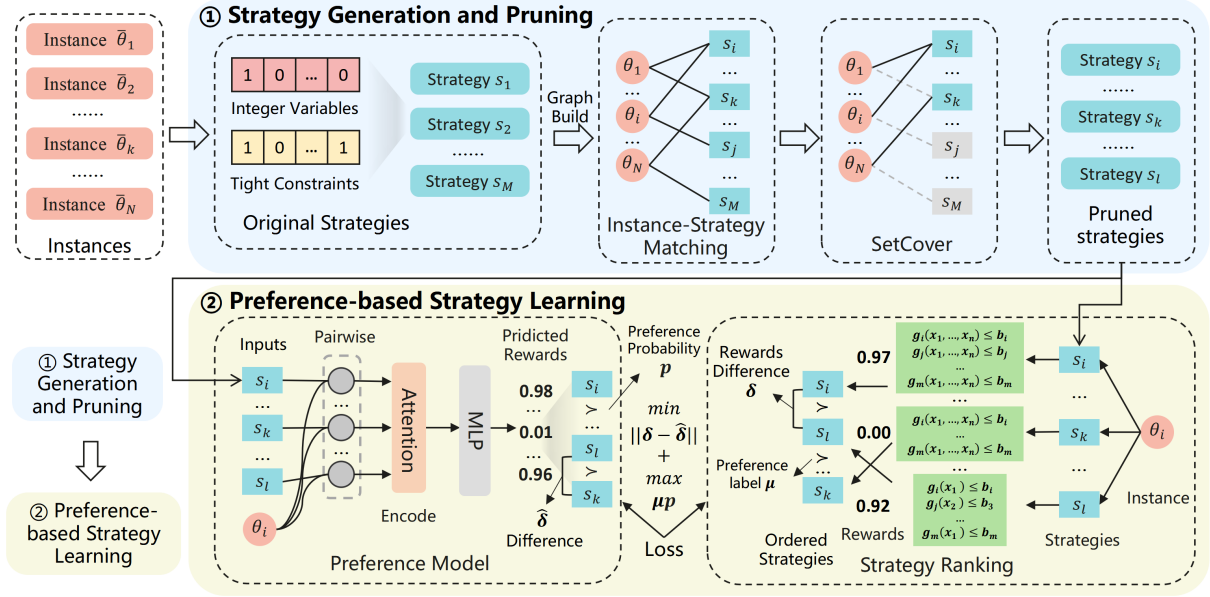 ① Strategy Generation and Pruning
Instance θ̄₁
Instance θ̄₂
......
Instance θ̄ₖ
......
Instance θ̄_N
Instances
1 0 ... 0
Integer Variables
1 0 ... 1
Tight Constraints
Strategy s₁
Strategy s₂
......
Strategy s_M
Original Strategies
Graph
Build
θ₁
...
θᵢ
...
θ_N
sᵢ
...
sₖ
...
sⱼ
...
s_M
Instance-Strategy
Matching
θ₁
...
θᵢ
...
θ_N
sᵢ
...
sₖ
...
sⱼ
...
s_M
SetCover
Strategy sᵢ
......
Strategy sₖ
......
Strategy sₗ
Pruned
strategies
① Strategy
Generation
and Pruning
② Preference-
based Strategy
Learning
② Preference-based Strategy Learning
Inputs
sᵢ
...
sₖ
...
sₗ
θᵢ
Pairwise
...
...
Attention
Encode
MLP
Pridicted
Rewards
0.98
...
0.01
...
0.96
sᵢ
≻
...
sₗ
≻
...
sₖ
δ̂
Difference
Preference Model
Preference
Probability
p
min
||δ − δ̂||
+
max
μp
Loss
Rewards
Difference
δ
Preference
label μ
sᵢ
≻
sₗ
≻
...
sₖ
Ordered
Strategies
0.97
0.00
0.92
Rewards
gᵢ(x₁, ..., xₙ) ≤ bᵢ
gⱼ(x₁, ..., xₙ) ≤ bⱼ
...
gₘ(x₁, ..., xₙ) ≤ bₘ
...
gᵢ(x₁, ..., xₙ) ≤ bᵢ
...
gₘ(x₁, ..., xₙ) ≤ bₘ
...
gᵢ(x₁) ≤ bᵢ
gⱼ(x₂) ≤ b₃
...
gₘ(x₁) ≤ bₘ
sᵢ
...
sₖ
...
sₗ
Strategies
θᵢ
Instance
Strategy Ranking